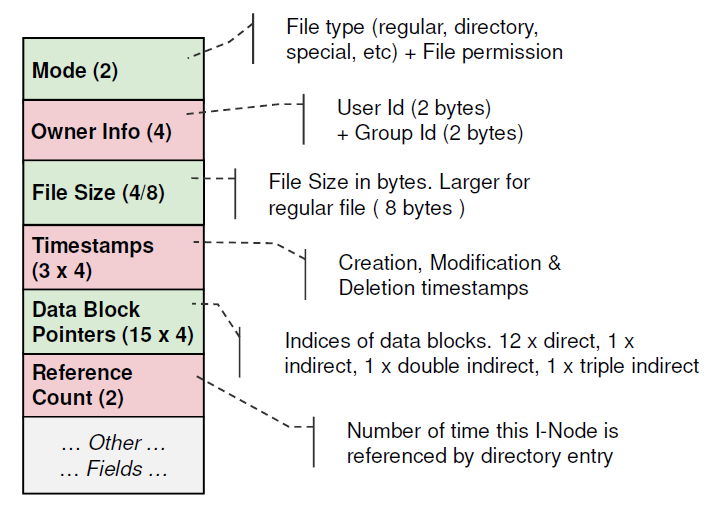 File type (regular, directory,
special, etc) + File permission
Mode (2)
User Id (2 bytes)
+ Group Id (2 bytes)
Owner Info (4)
File Size in bytes. Larger for
regular file ( 8 bytes )
File Size (4/8)
Timestamps
(3 x 4)
Creation, Modification &
Deletion timestamps
Data Block
Pointers (15 x 4)
Indices of data blocks. 12 x direct, 1 x
indirect, 1 x double indirect, 1 x triple indirect
Reference
Count (2)
Number of time this I-Node is
referenced by directory entry
… Other …
… Fields …